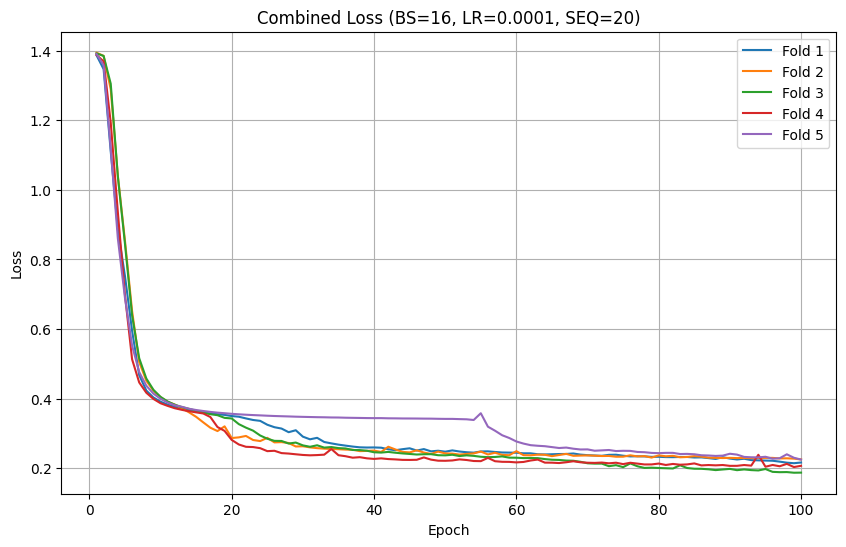 Combined Loss (BS=16, LR=0.0001, SEQ=20)
Fold 1
Fold 2
Fold 3
Fold 4
Fold 5
Loss
1.4
1.2
1.0
0.8
0.6
0.4
0.2
0 20 40 60 80 100
Epoch